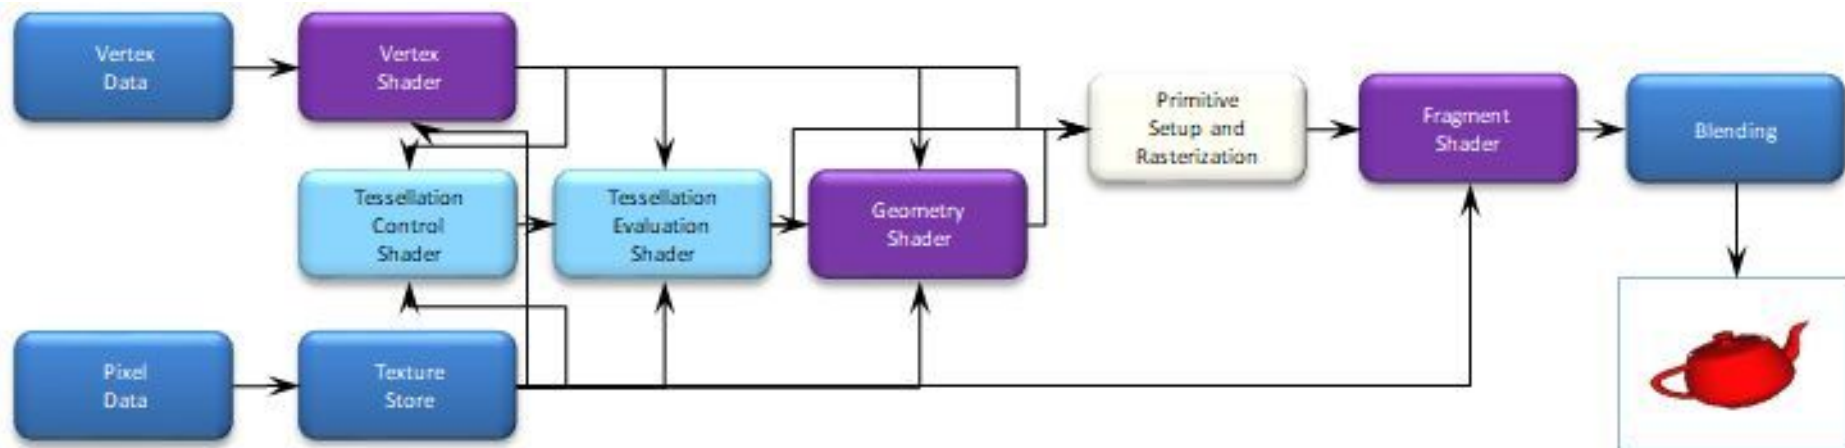 Vertex
Data
Vertex
Shader
Primitive
Setup and
Rasterization
Fragment
Shader
Blending
Tessellation
Control
Shader
Tessellation
Evaluation
Shader
Geometry
Shader
Pixel
Data
Texture
Store